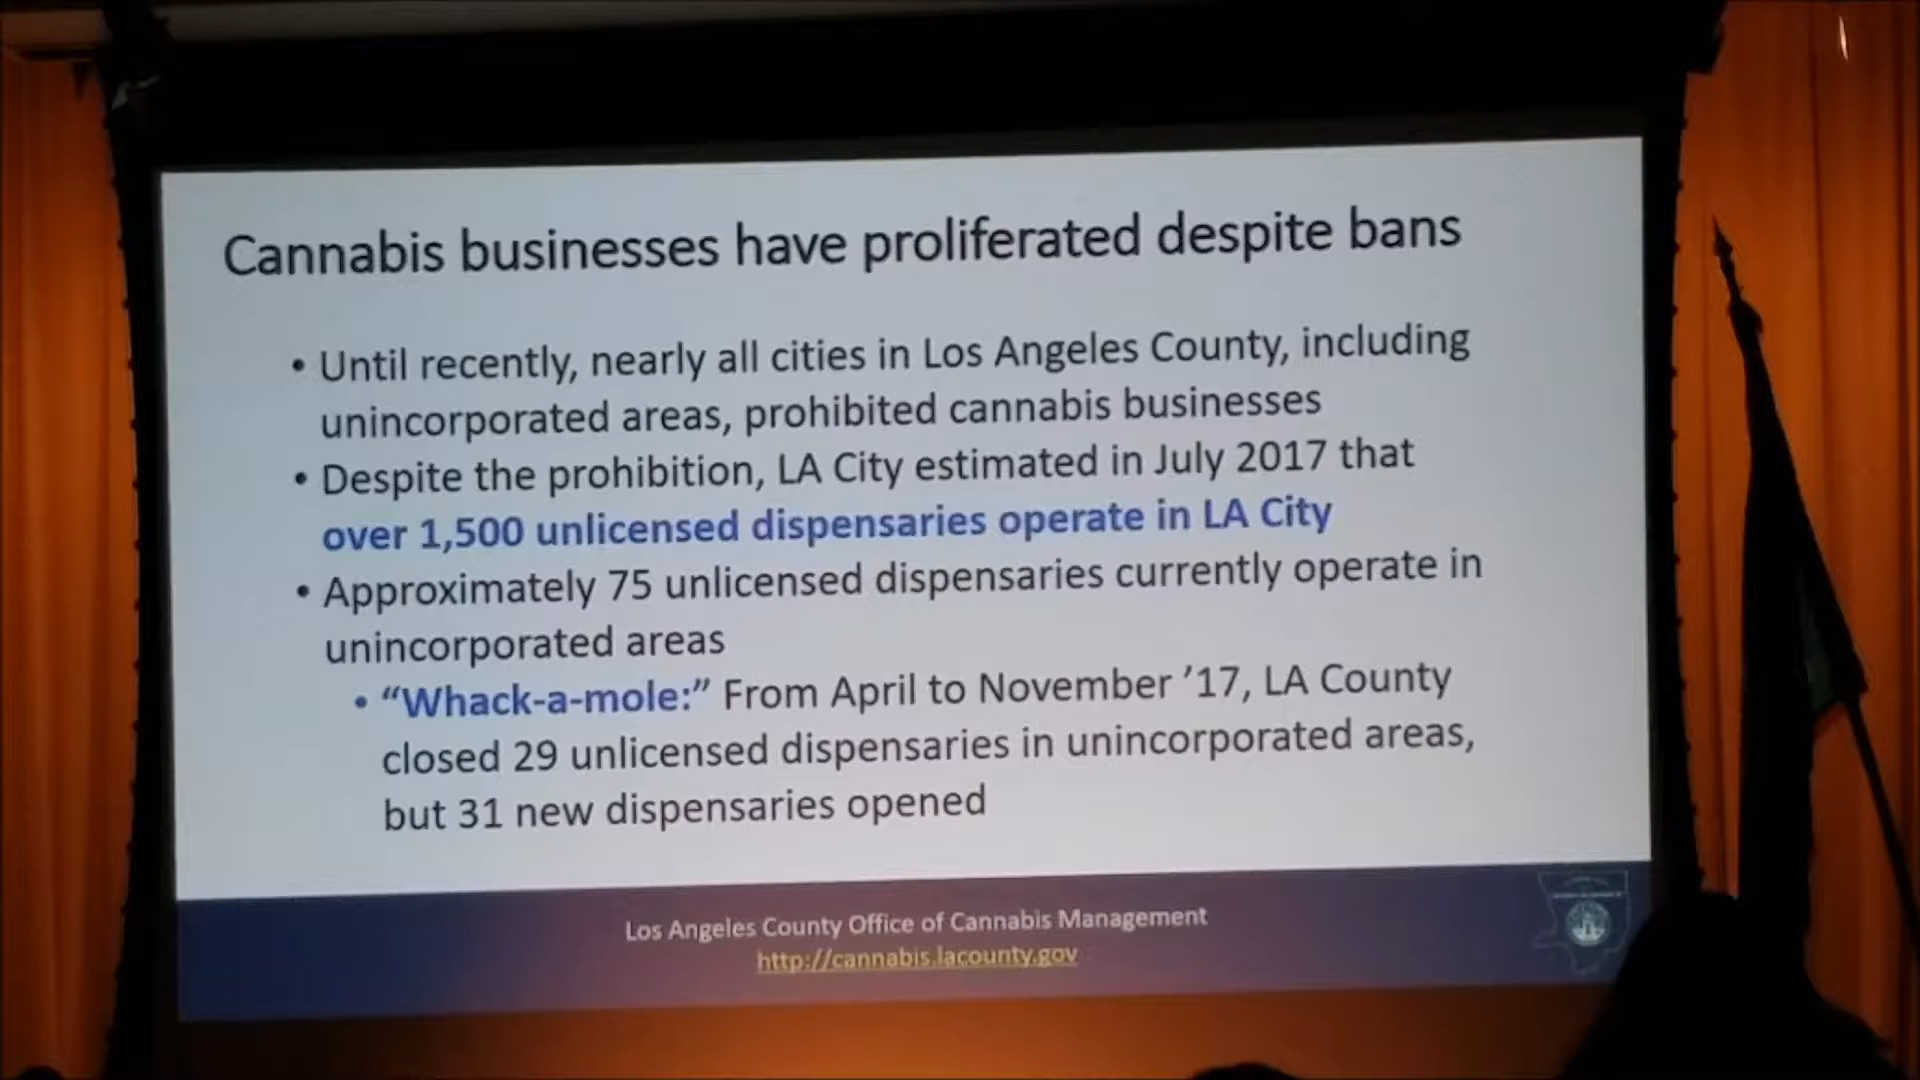 Cannabis businesses have proliferated despite bans
• Until recently, nearly all cities in Los Angeles County, including
unincorporated areas, prohibited cannabis businesses
• Despite the prohibition, LA City estimated in July 2017 that
over 1,500 unlicensed dispensaries operate in LA City
• Approximately 75 unlicensed dispensaries currently operate in
unincorporated areas
• “Whack-a-mole:” From April to November ’17, LA County
closed 29 unlicensed dispensaries in unincorporated areas,
but 31 new dispensaries opened
Los Angeles County Office of Cannabis Management
http://cannabis.lacounty.gov